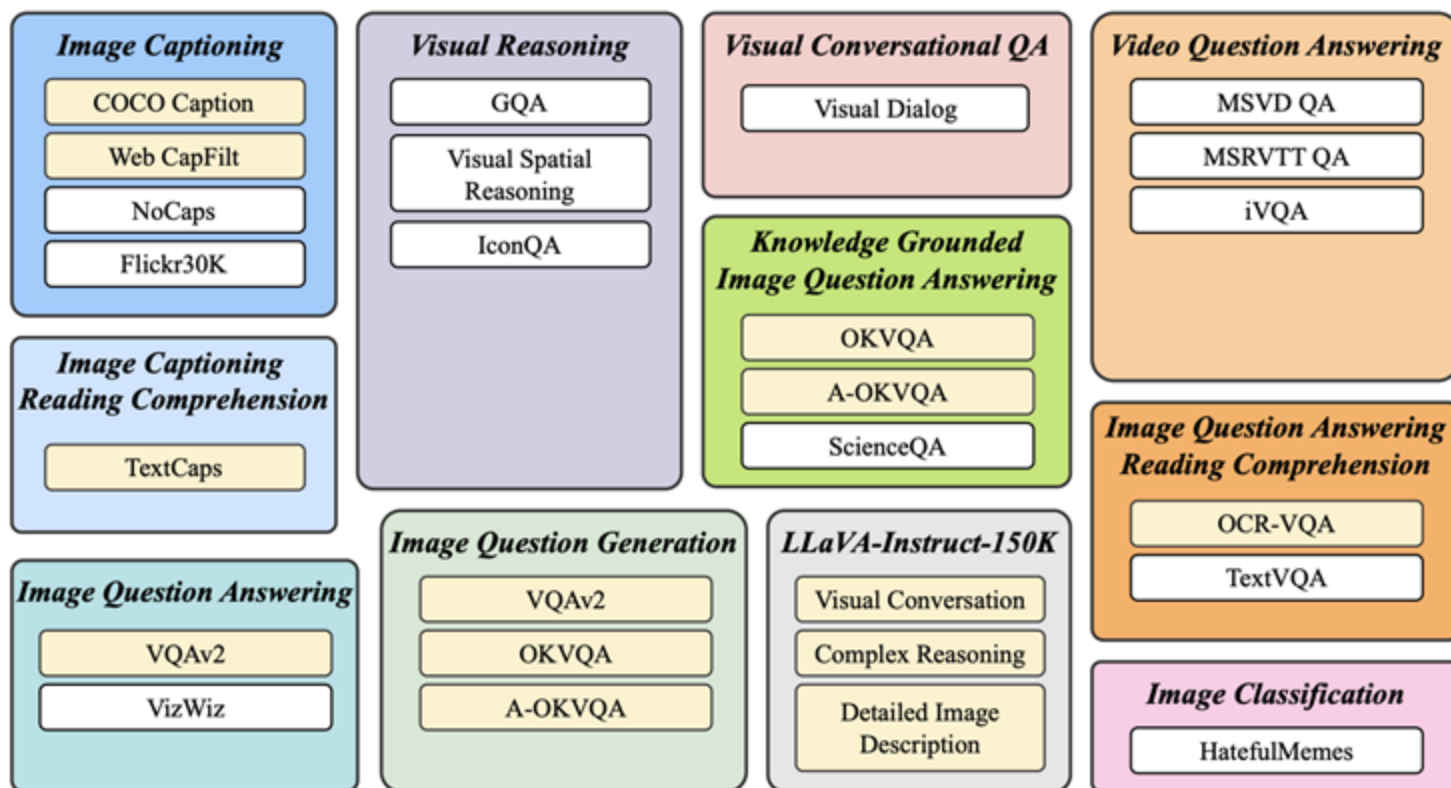 Image Captioning
COCO Caption
Web CapFilt
NoCaps
Flickr30K
Image Captioning
Reading Comprehension
TextCaps
Image Question Answering
VQAv2
VizWiz
Visual Reasoning
GQA
Visual Spatial
Reasoning
IconQA
Image Question Generation
VQAv2
OKVQA
A-OKVQA
Visual Conversational QA
Visual Dialog
Knowledge Grounded
Image Question Answering
OKVQA
A-OKVQA
ScienceQA
LLaVA-Instruct-150K
Visual Conversation
Complex Reasoning
Detailed Image
Description
Video Question Answering
MSVD QA
MSRVTT QA
iVQA
Image Question Answering
Reading Comprehension
OCR-VQA
TextVQA
Image Classification
HatefulMemes